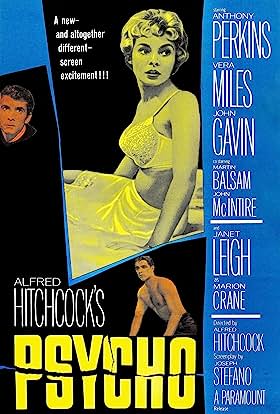 A new-
and altogether
different-
screen
excitement!!!
starring
ANTHONY
PERKINS
VERA
MILES
JOHN
GAVIN
co-starring
MARTIN
BALSAM
JOHN
McINTIRE
and
JANET
LEIGH
as
MARION
CRANE
Directed by
ALFRED
HITCHCOCK
Screenplay by
JOSEPH
STEFANO
A PARAMOUNT
Release
ALFRED
HITCHCOCK'S
PSYCHO